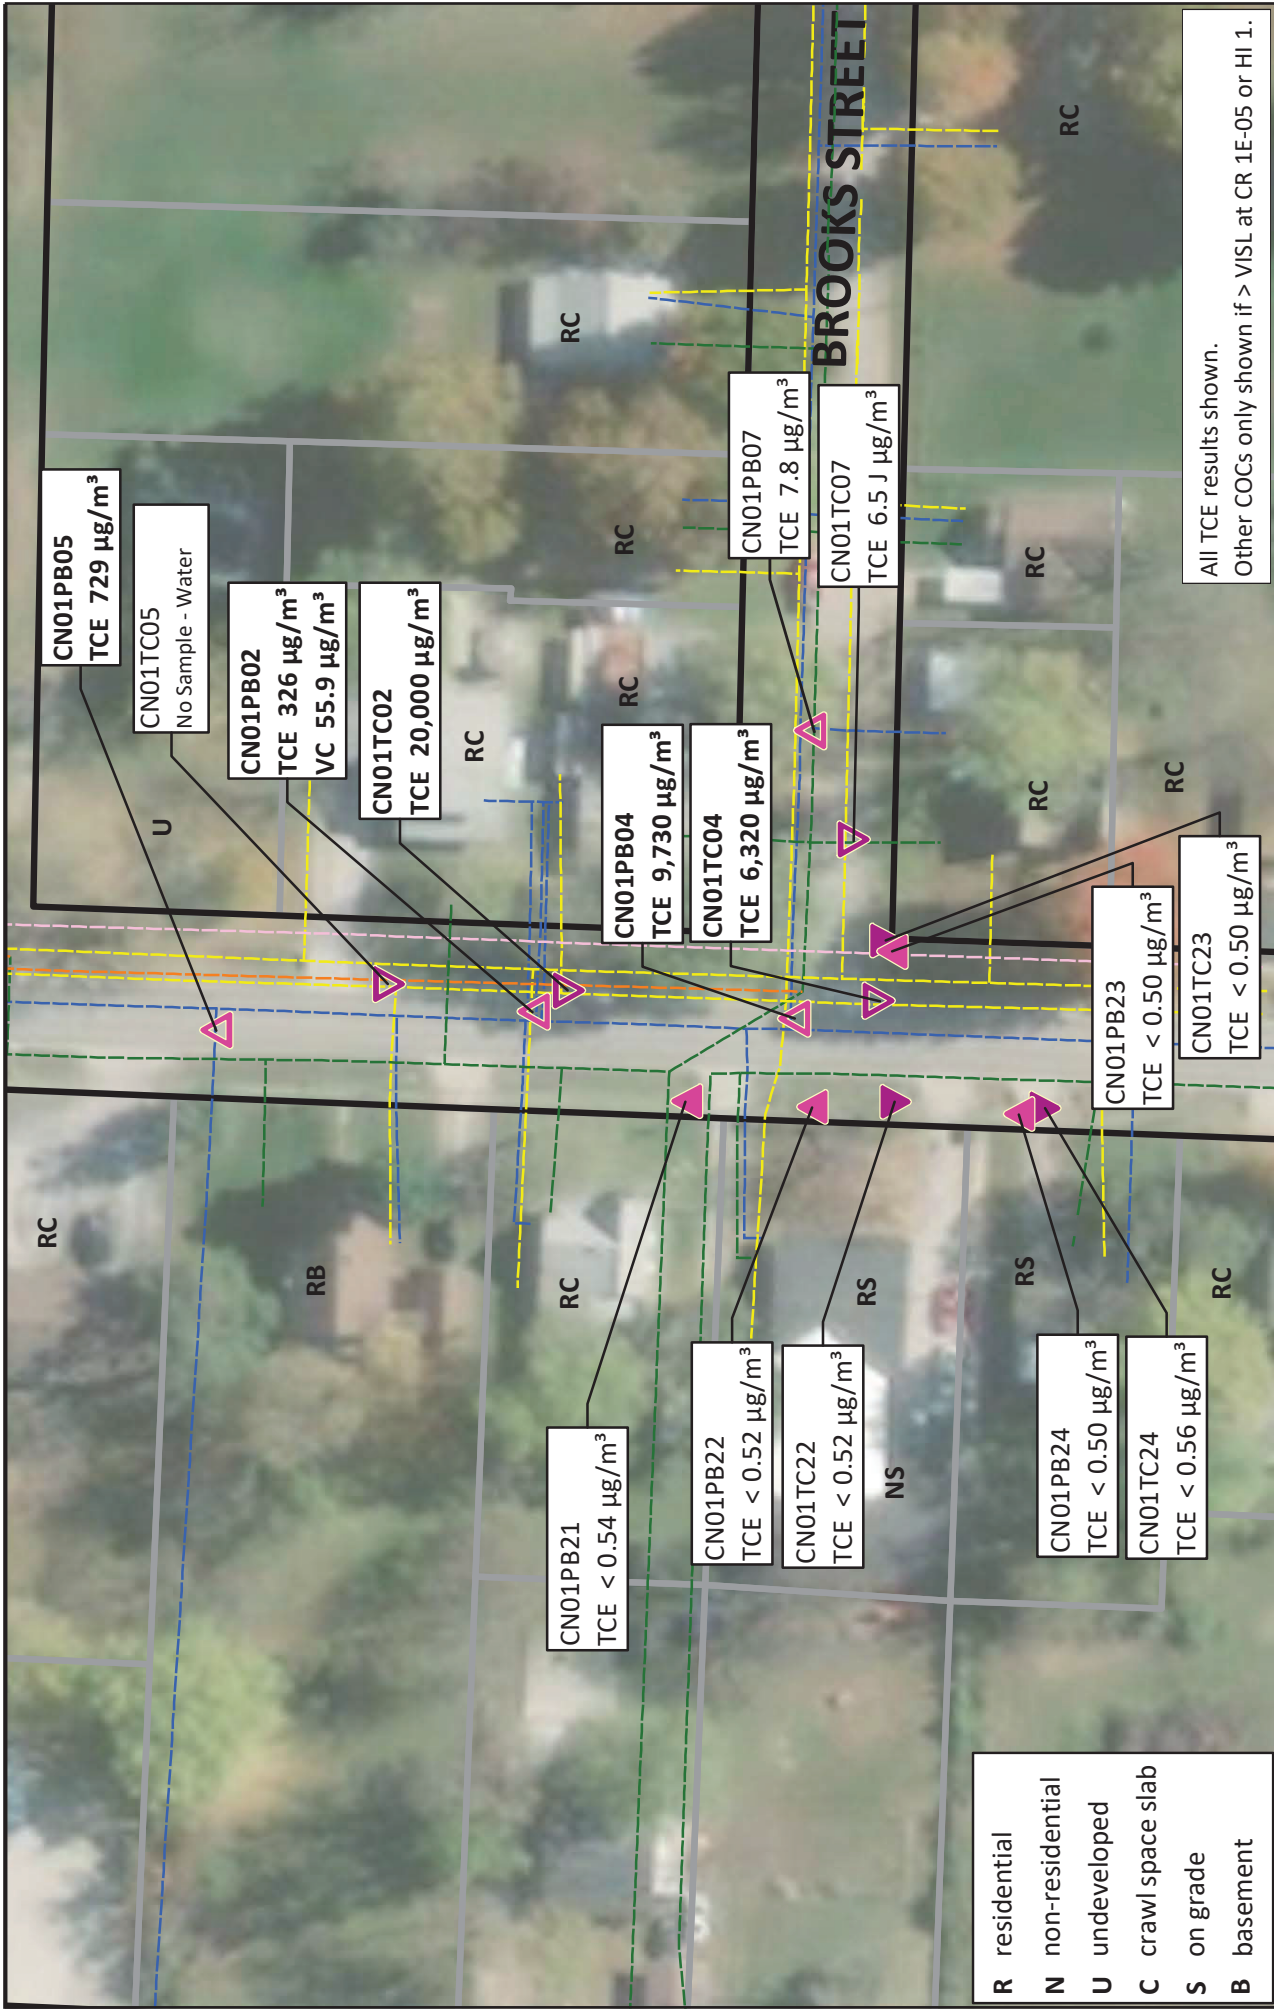 CN01PB05
TCE 729 µg/m³
CN01TC05
No Sample - Water
CN01PB02
TCE 326 µg/m³
VC 55.9 µg/m³
CN01TC02
TCE 20,000 µg/m³
CN01PB04
TCE 9,730 µg/m³
CN01TC04
TCE 6,320 µg/m³
CN01PB07
TCE 7.8 µg/m³
CN01TC07
TCE 6.5 J µg/m³
BROOKS STREET
U
RC
RC
RC
RC
RC
RC
RC
RC
RC
RB
RC
RS
NS
RS
RC
CN01PB21
TCE < 0.54 µg/m³
CN01PB22
TCE < 0.52 µg/m³
CN01TC22
TCE < 0.52 µg/m³
CN01PB24
TCE < 0.50 µg/m³
CN01TC24
TCE < 0.56 µg/m³
CN01PB23
TCE < 0.50 µg/m³
CN01TC23
TCE < 0.50 µg/m³
R residential
N non-residential
U undeveloped
C crawl space slab
S on grade
B basement
All TCE results shown.
Other COCs only shown if > VISL at CR 1E-05 or HI 1.